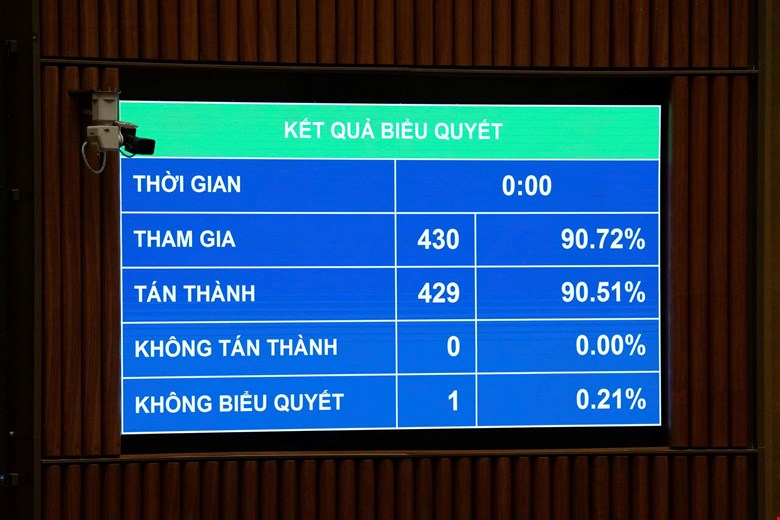 KẾT QUẢ BIỂU QUYẾT
THỜI GIAN 0:00
THAM GIA 430 90.72%
TÁN THÀNH 429 90.51%
KHÔNG TÁN THÀNH 0 0.00%
KHÔNG BIỂU QUYẾT 1 0.21%